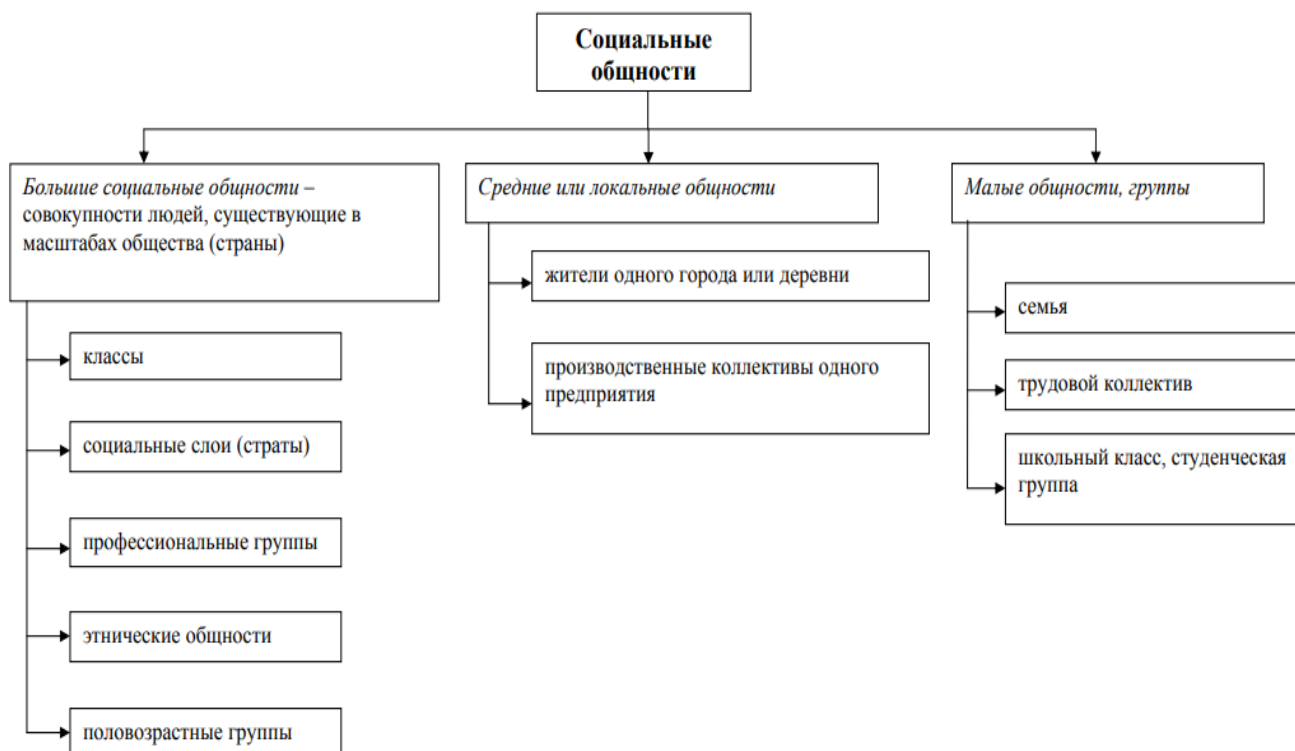 Социальные
общности
Большие социальные общности –
совокупности людей, существующие в
масштабах общества (страны)
классы
социальные слои (страты)
профессиональные группы
этнические общности
половозрастные группы
Средние или локальные общности
жители одного города или деревни
производственные коллективы одного
предприятия
Малые общности, группы
семья
трудовой коллектив
школьный класс, студенческая
группа